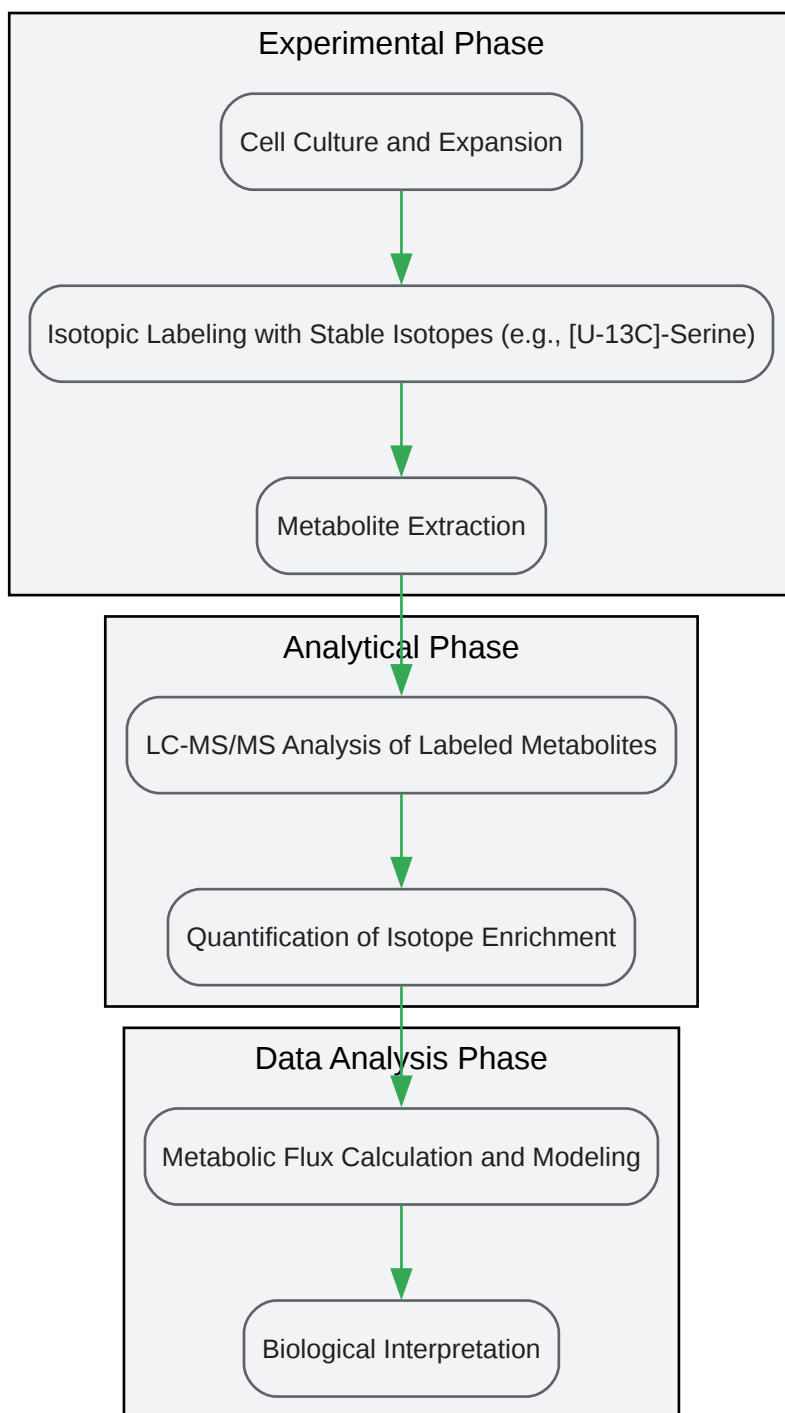 Experimental Phase
Cell Culture and Expansion
Isotopic Labeling with Stable Isotopes (e.g., [U-13C]-Serine)
Metabolite Extraction
Analytical Phase
LC-MS/MS Analysis of Labeled Metabolites
Quantification of Isotope Enrichment
Data Analysis Phase
Metabolic Flux Calculation and Modeling
Biological Interpretation